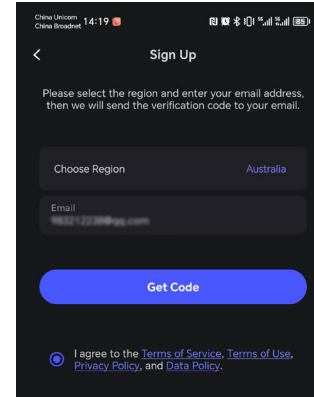 China Unicom
China Broadnet 14:19
85
Sign Up
Please select the region and enter your email address,
then we will send the verification code to your email.
Choose Region Australia
Email
Get Code
I agree to the Terms of Service, Terms of Use,
Privacy Policy, and Data Policy.